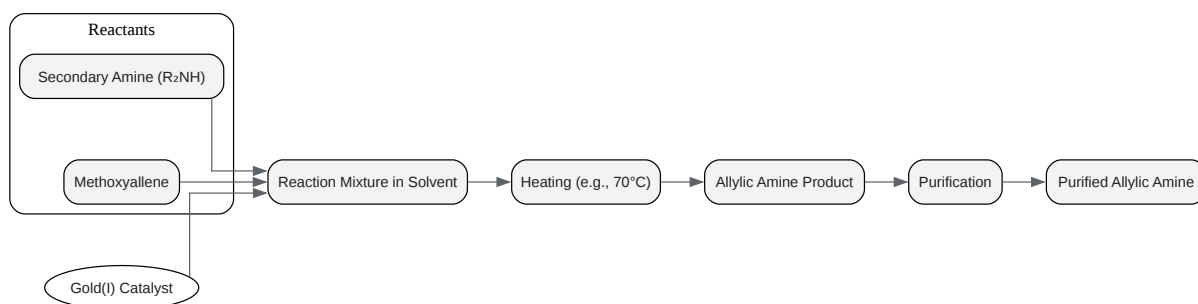 Reactants
Secondary Amine (R₂NH)
Methoxyallene
Reaction Mixture in Solvent
Heating (e.g., 70°C)
Allylic Amine Product
Purification
Purified Allylic Amine
Gold(I) Catalyst